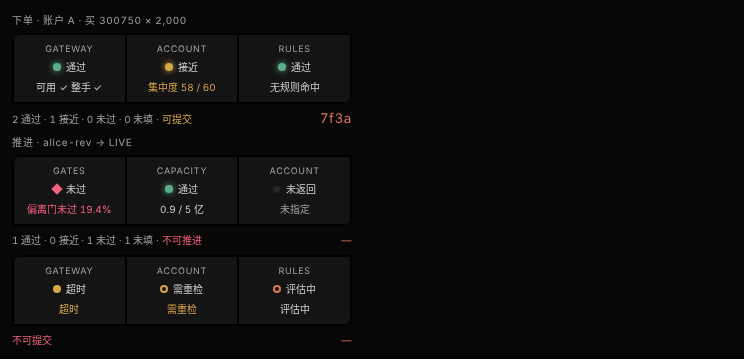 下单 · 账户 A · 买 300750 × 2,000
GATEWAY ACCOUNT RULES
通过 接近 通过
可用 ✓ 整手 ✓ 集中度 58 / 60 无规则命中
2 通过 · 1 接近 · 0 未过 · 0 未填 · 可提交 7f3a
推进 · alice-rev → LIVE
GATES CAPACITY ACCOUNT
未过 通过 未返回
偏离门未过 19.4% 0.9 / 5 亿 未指定
1 通过 · 0 接近 · 1 未过 · 1 未填 · 不可推进 —
GATEWAY ACCOUNT RULES
超时 需重检 评估中
超时 需重检 评估中
不可提交 —